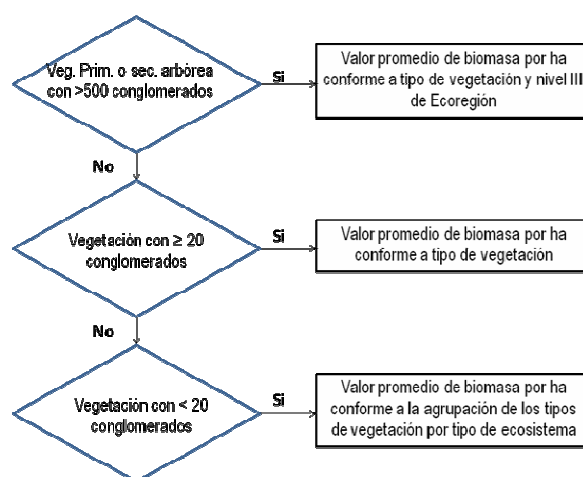 Veg. Prim. o sec. arbórea
con >500 conglomerados
Si
Valor promedio de biomasa por ha
conforme a tipo de vegetación y nivel III
de Ecoregión
No
Vegetación con ≥ 20
conglomerados
Si
Valor promedio de biomasa por ha
conforme a tipo de vegetación
No
Vegetación con < 20
conglomerados
Si
Valor promedio de biomasa por ha
conforme a la agrupación de los tipos
de vegetación por tipo de ecosistema